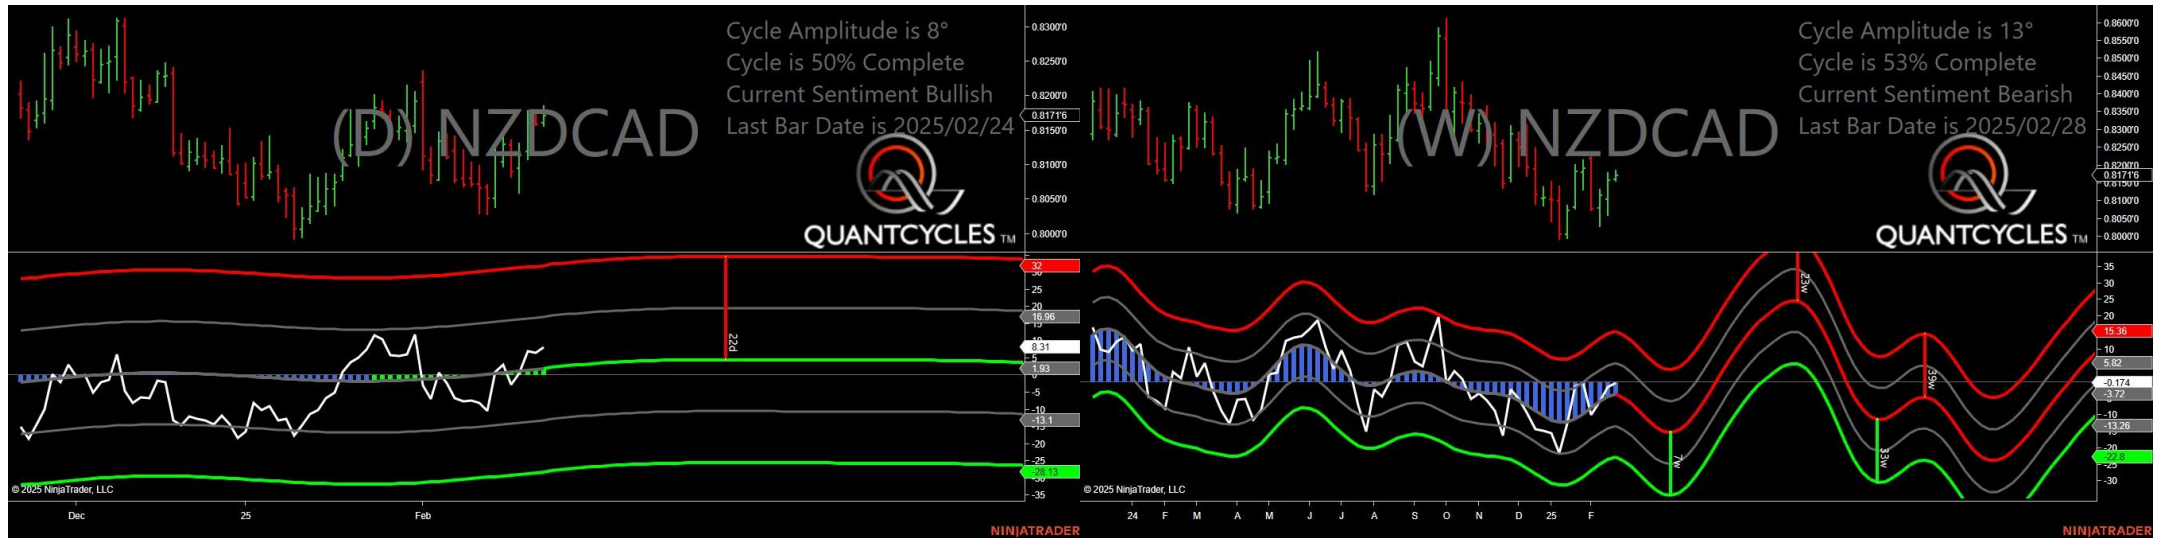 Cycle Amplitude is 8°
Cycle is 50% Complete
Current Sentiment Bullish
Last Bar Date is 2025/02/24
(D) NZDCAD
QUANTCYCLES TM
0.8300'0
0.8250'0
0.8200'0
0.8171'6
0.8150'0
0.8100'0
0.8050'0
0.8000'0
32
25
20
16.96
8.31
5
1.93
-5
-10
-13.1
-20
-25
-28.13
-35
22d
© 2025 NinjaTrader, LLC
Dec 25 Feb
NINJATRADER
Cycle Amplitude is 13°
Cycle is 53% Complete
Current Sentiment Bearish
Last Bar Date is 2025/02/28
(W) NZDCAD
QUANTCYCLES TM
0.8600'0
0.8550'0
0.8500'0
0.8450'0
0.8400'0
0.8350'0
0.8300'0
0.8250'0
0.8200'0
0.8171'6
0.8150'0
0.8100'0
0.8050'0
0.8000'0
35
30
25
20
15.36
10
5.82
-0.174
-3.72
-10
-13.26
-20
-22.8
-25
-30
7w
23w
33w
39w
© 2025 NinjaTrader, LLC
24 F M A M J J A S O N D 25 F
NINJATRADER